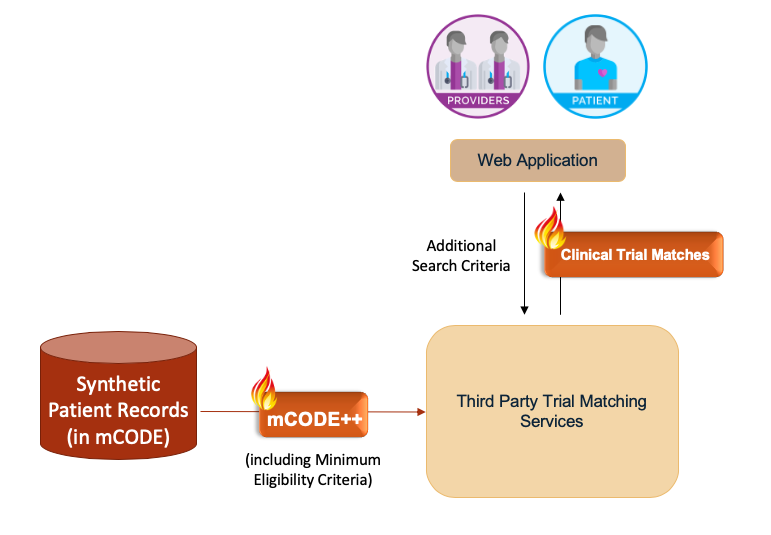 PROVIDERS
PATIENT
Web Application
Additional
Search Criteria
Clinical Trial Matches
Synthetic
Patient Records
(in mCODE)
mCODE++
(including Minimum
Eligibility Criteria)
Third Party Trial Matching
Services